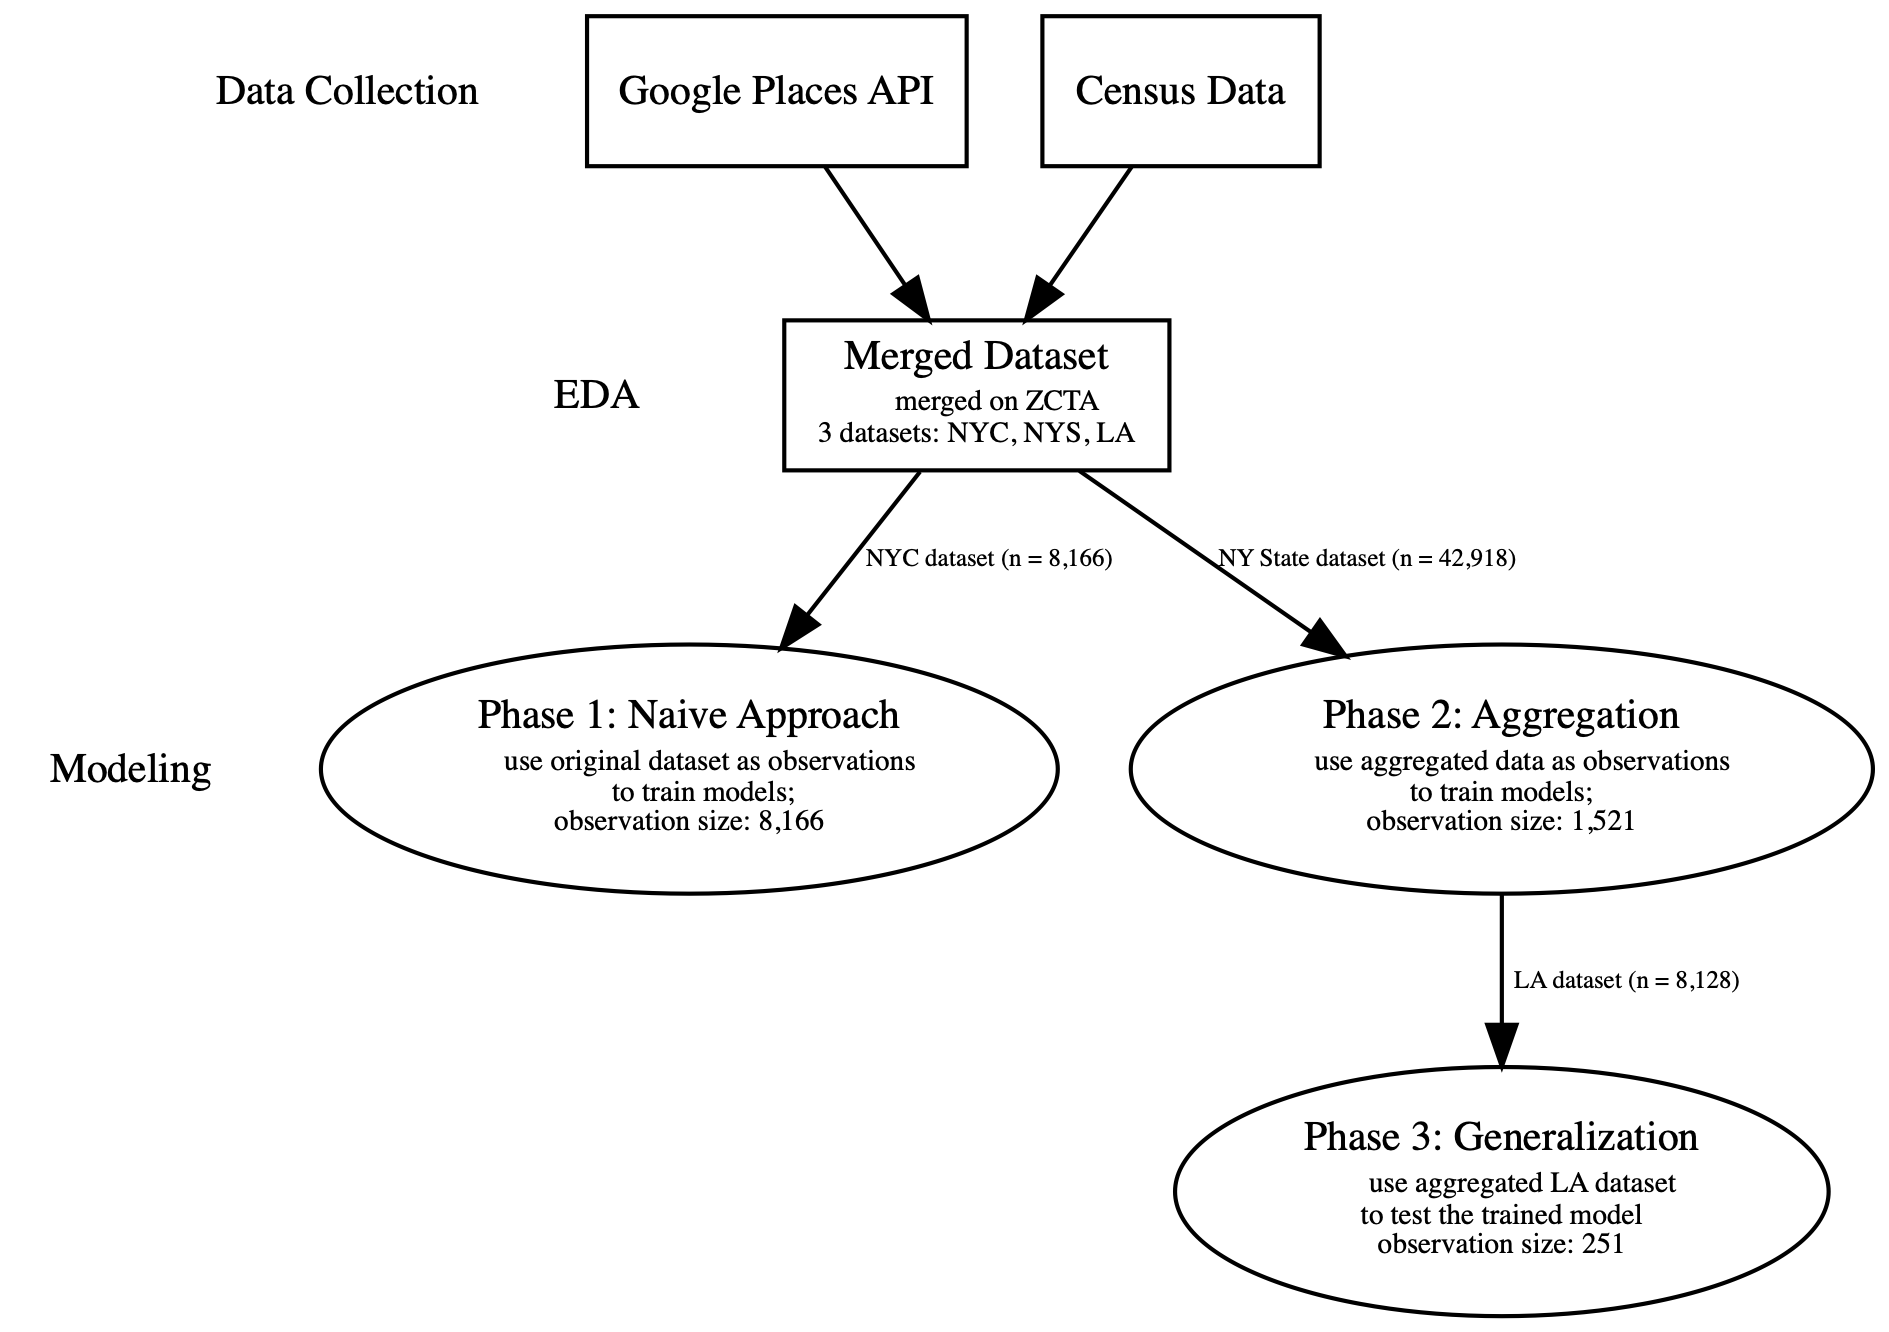 Data Collection
Google Places API
Census Data
EDA
Merged Dataset
merged on ZCTA
3 datasets: NYC, NYS, LA
NYC dataset (n = 8,166)
NY State dataset (n = 42,918)
Modeling
Phase 1: Naive Approach
use original dataset as observations
to train models;
observation size: 8,166
Phase 2: Aggregation
use aggregated data as observations
to train models;
observation size: 1,521
LA dataset (n = 8,128)
Phase 3: Generalization
use aggregated LA dataset
to test the trained model
observation size: 251